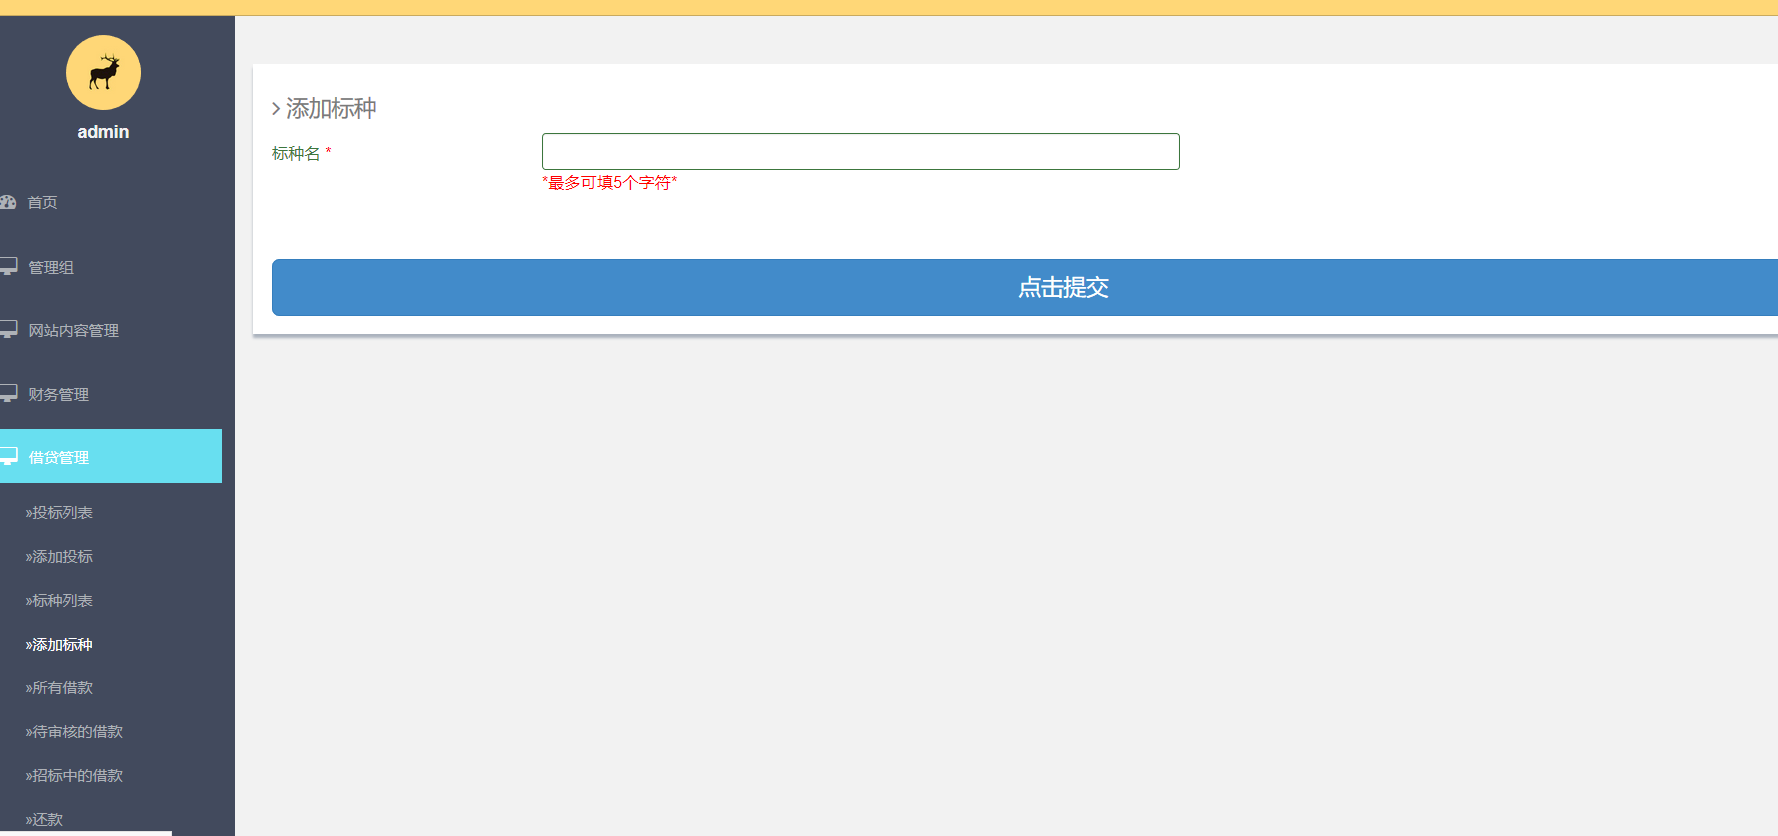 admin
首页
管理组
网站内容管理
财务管理
借贷管理
»投标列表
»添加投标
»标种列表
»添加标种
»所有借款
»待审核的借款
»招标中的借款
»还款
添加标种
标种名 *
*最多可填5个字符*
点击提交